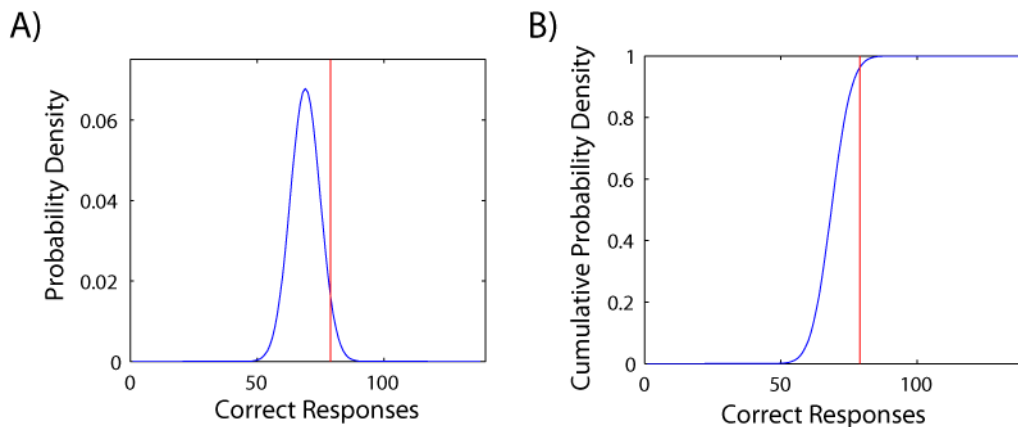 A)
Probability Density
0.06
0.04
0.02
0
0
50
100
Correct Responses
B)
Cumulative Probability Density
1
0.8
0.6
0.4
0.2
0
0
50
100
Correct Responses